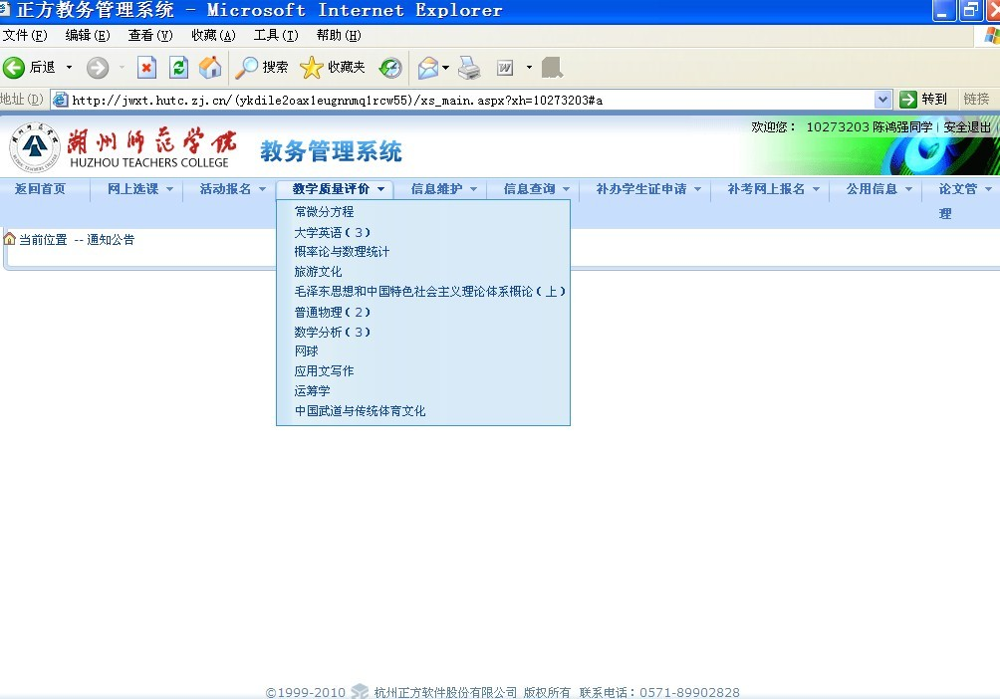 正方教务管理系统 - Microsoft Internet Explorer
文件(F) 编辑(E) 查看(V) 收藏(A) 工具(T) 帮助(H)
后退 搜索 收藏夹
地址(D) http://jwxt.hutc.zj.cn/(ykdile2oax1eugnnmq1rcw55)/xs_main.aspx?xh=10273203#a 转到 链接
湖州师范学院
HUZHOU TEACHERS COLLEGE
教务管理系统
欢迎您： 10273203 陈鸿强同学 安全退出
返回首页 网上选课 活动报名 教学质量评价 信息维护 信息查询 补办学生证申请 补考网上报名 公用信息 论文管理
常微分方程
大学英语(3)
当前位置 -- 通知公告
概率论与数理统计
旅游文化
毛泽东思想和中国特色社会主义理论体系概论(上)
普通物理(2)
数学分析(3)
网球
应用文写作
运筹学
中国武道与传统体育文化
©1999-2010 杭州正方软件股份有限公司 版权所有 联系电话：0571-89902828